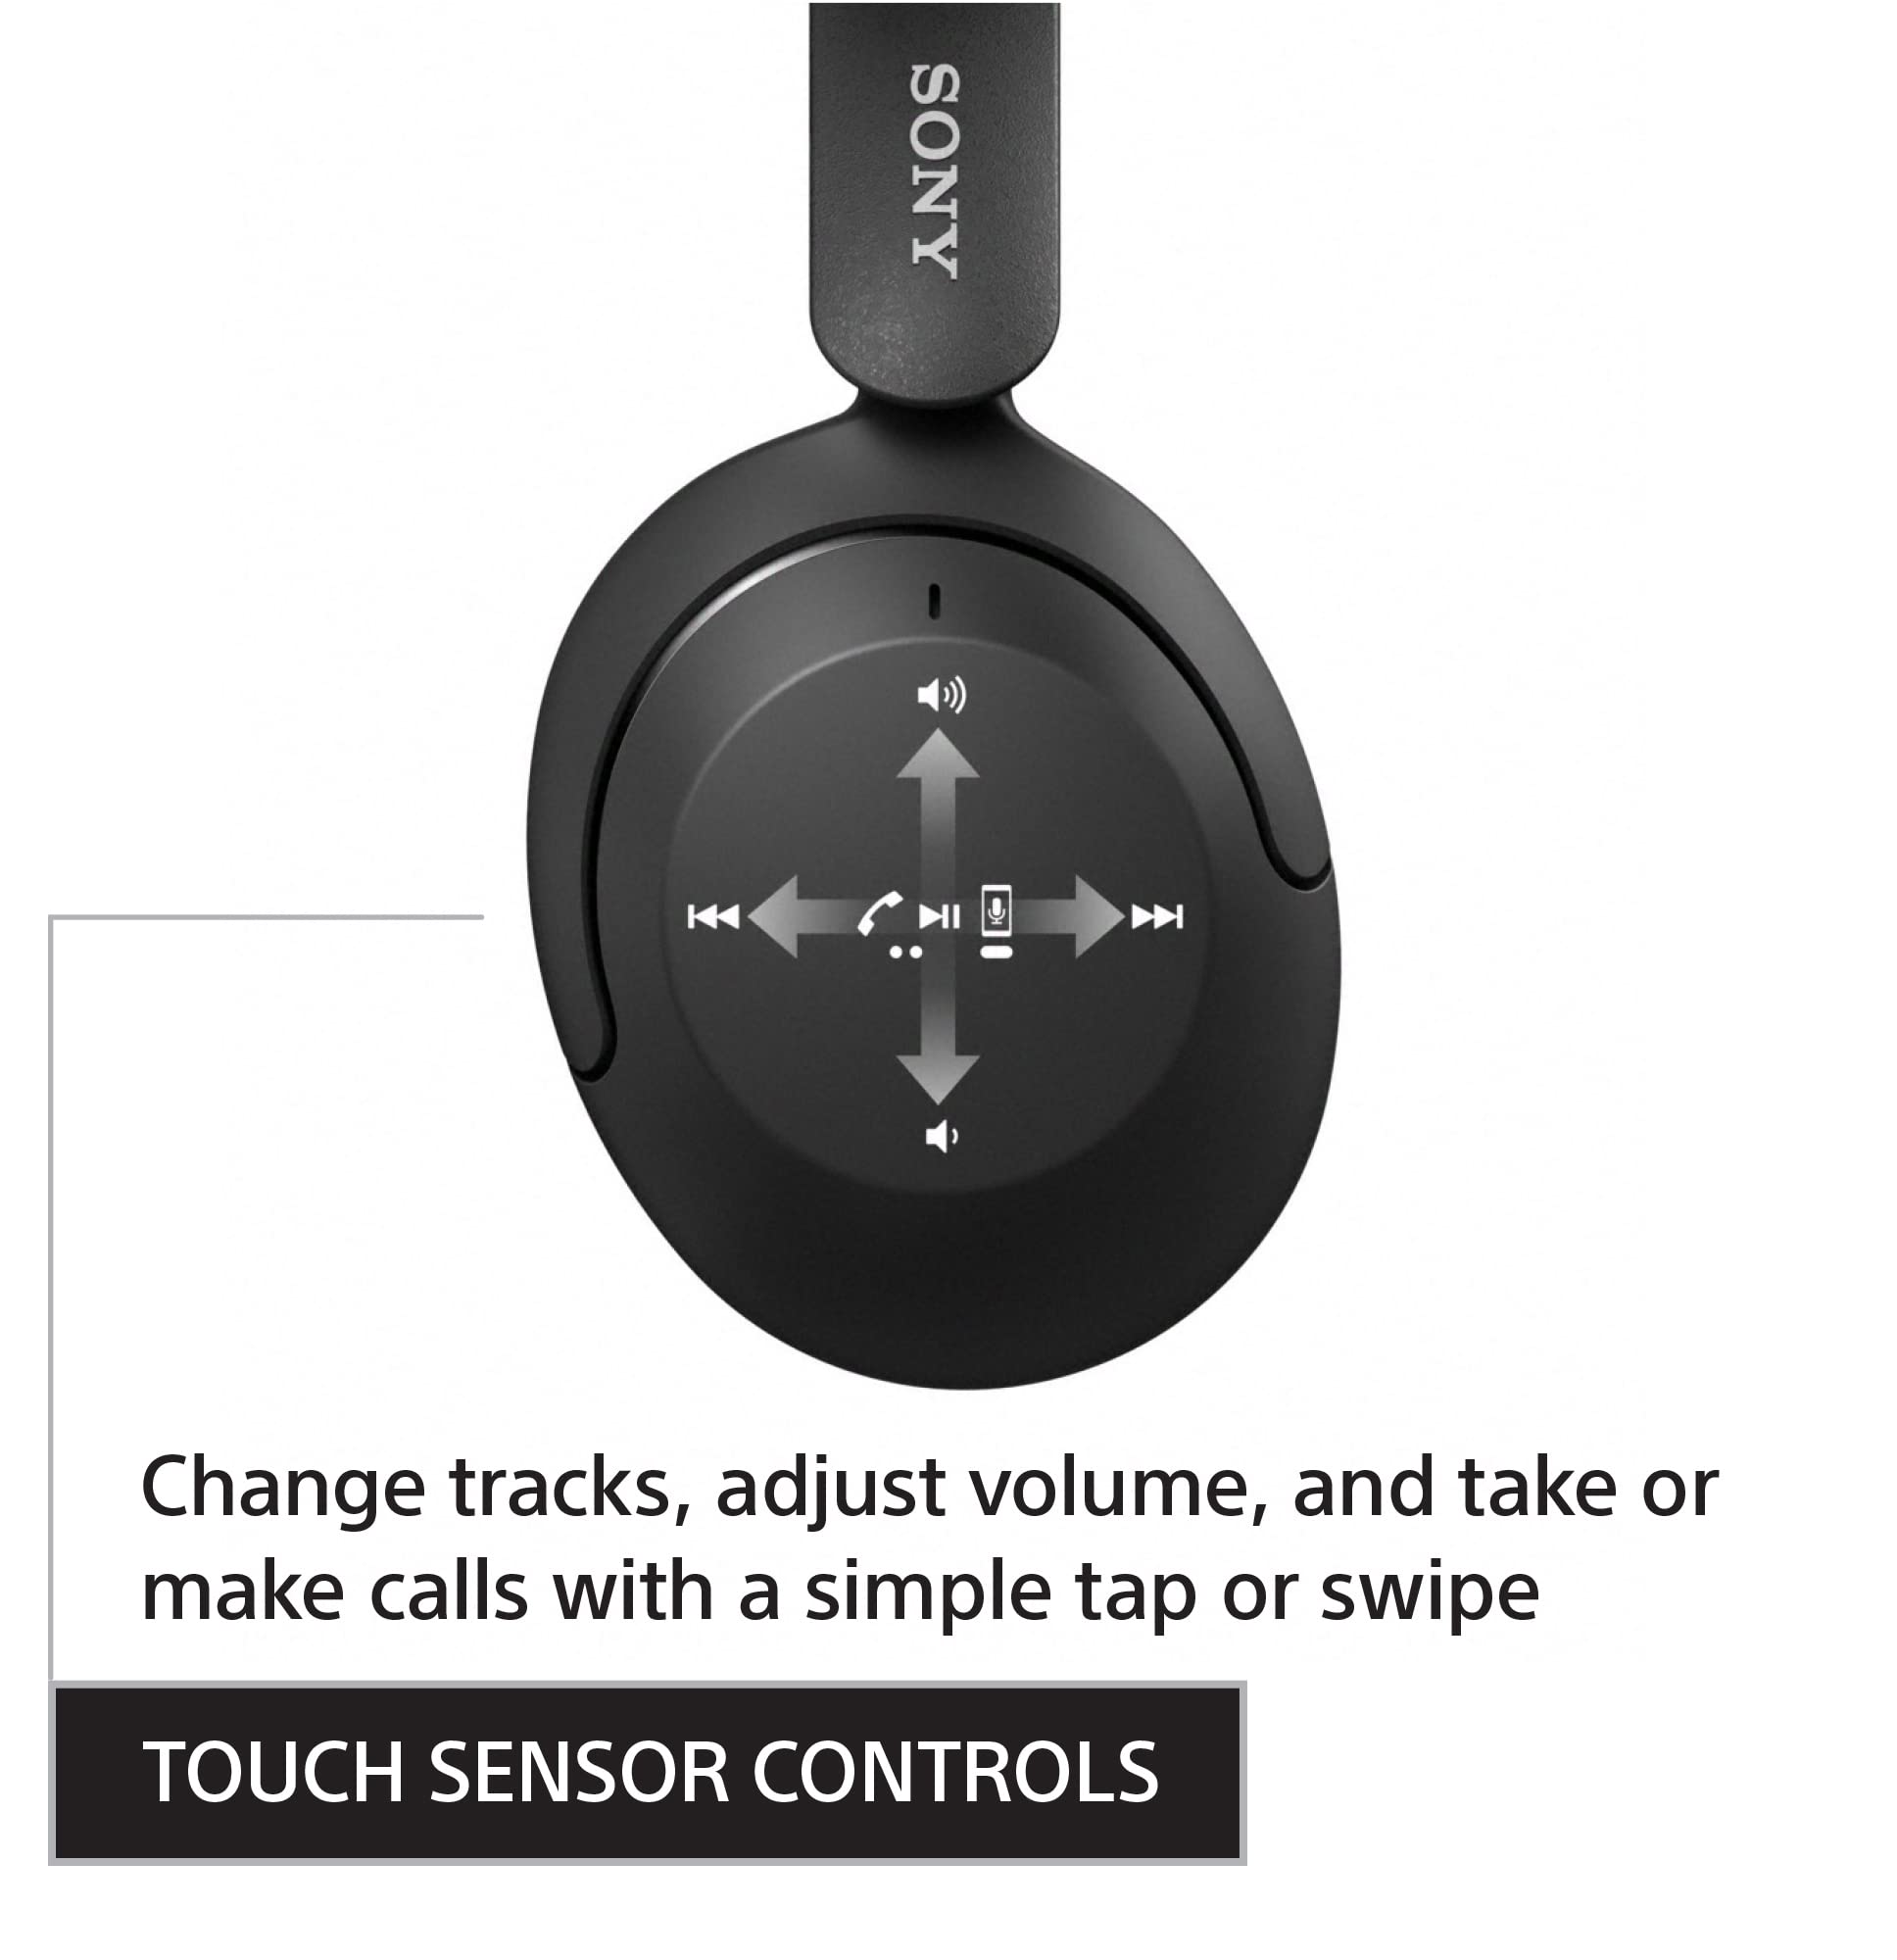 SONY
Change tracks, adjust volume, and take or
make calls with a simple tap or swipe
TOUCH SENSOR CONTROLS